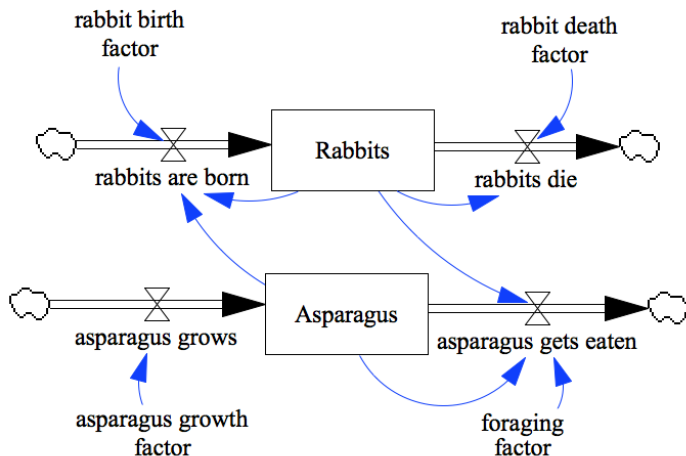 rabbit birth
factor
rabbit death
factor
Rabbits
rabbits are born
rabbits die
Asparagus
asparagus grows
asparagus gets eaten
asparagus growth
factor
foraging
factor